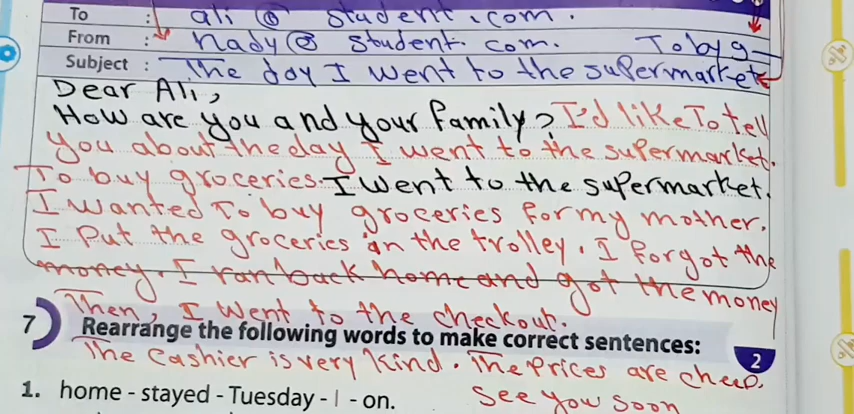 To : ali @ student.com.
From : hady@ student.com. To by g
Subject : The day I went to the supermarket
Dear Ali,
How are you and your family? I'd like To tell
you about the day I went to the supermarket.
To buy groceries. I went to the supermarket.
I wanted To buy groceries for my mother.
I put the groceries in the trolley. I forgot the
money. I ran back home and got the money
Then, I went to the checkout.
7 Rearrange the following words to make correct sentences:
The cashier is very kind. The prices are cheep. 2
1. home - stayed - Tuesday - I - on. See you soon